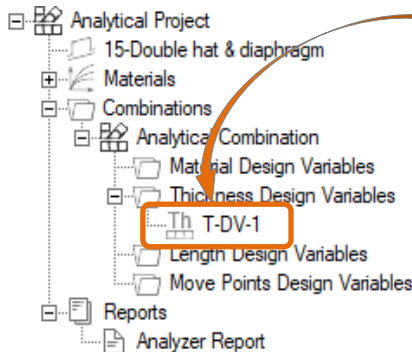 Analytical Project
15-Double hat & diaphragm
Materials
Combinations
Analytical Combination
Material Design Variables
Thickness Design Variables
Th T-DV-1
Length Design Variables
Move Points Design Variables
Reports
Analyzer Report